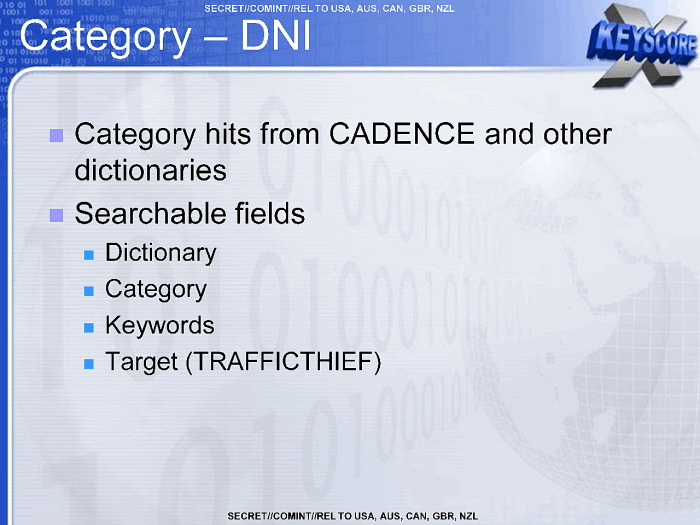 SECRET//COMINT//REL TO USA, AUS, CAN, GBR, NZL
Category – DNI
X KEYSCORE
Category hits from CADENCE and other
dictionaries
Searchable fields
Dictionary
Category
Keywords
Target (TRAFFICTHIEF)
SECRET//COMINT//REL TO USA, AUS, CAN, GBR, NZL